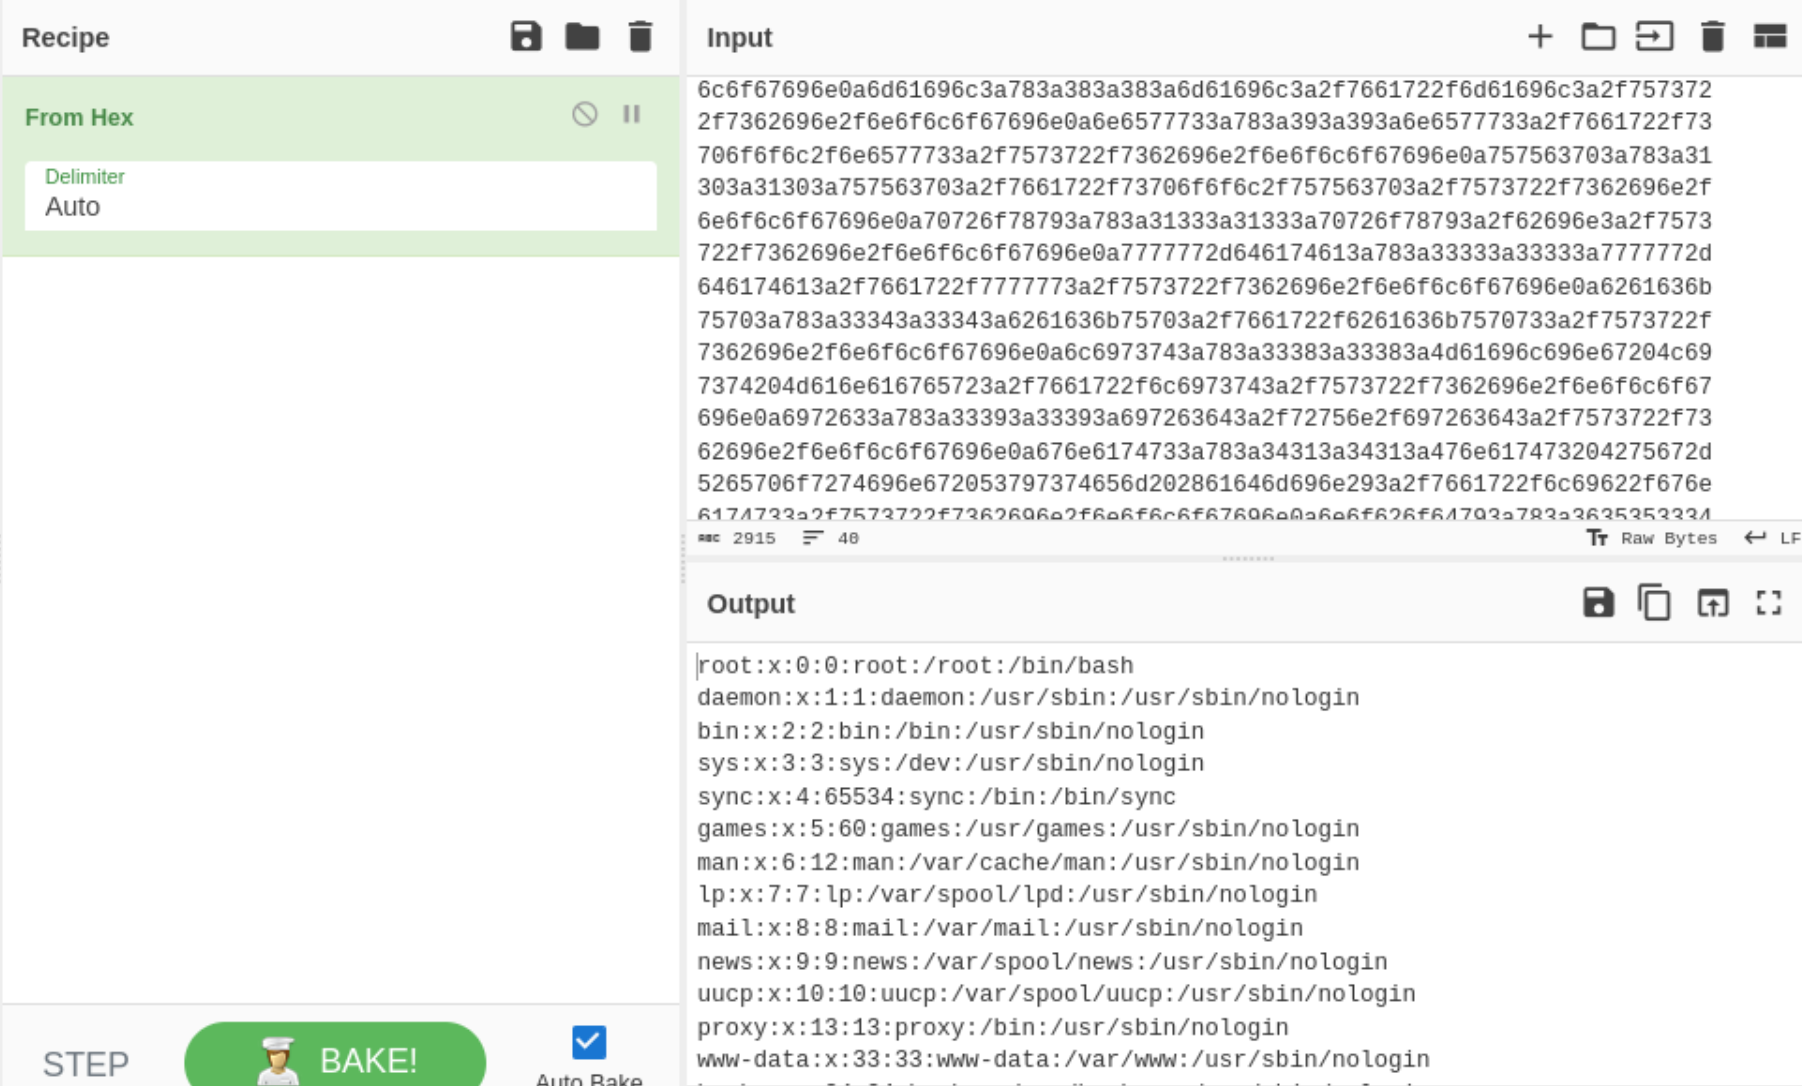 Recipe
From Hex
Delimiter
Auto
STEP
BAKE!
Auto Bake
Input
6c6f67696e0a6d61696c3a783a383a383a6d61696c3a2f7661722f6d61696c3a2f757372
2f7362696e2f6e6f6c6f67696e0a6e6577733a783a393a393a6e6577733a2f7661722f73
706f6f6c2f6e6577733a2f7573722f7362696e2f6e6f6c6f67696e0a757563703a783a31
303a31303a757563703a2f7661722f73706f6f6c2f757563703a2f7573722f7362696e2f
6e6f6c6f67696e0a70726f78793a783a31333a31333a70726f78793a2f62696e3a2f7573
722f7362696e2f6e6f6c6f67696e0a7777772d646174613a783a33333a33333a7777772d
646174613a2f7661722f7777773a2f7573722f7362696e2f6e6f6c6f67696e0a6261636b
75703a783a33343a33343a6261636b75703a2f7661722f6261636b7570733a2f7573722f
7362696e2f6e6f6c6f67696e0a6c6973743a783a33383a33383a4d61696c696e67204c69
7374204d616e616765723a2f7661722f6c6973743a2f7573722f7362696e2f6e6f6c6f67
696e0a6972633a783a33393a33393a697263643a2f72756e2f697263643a2f7573722f73
62696e2f6e6f6c6f67696e0a676e6174733a783a34313a34313a476e617473204275672d
5265706f7274696e672053797374656d202861646d696e293a2f7661722f6c69622f676e
6174733a2f7573722f7362696e2f6e6f6c6f67696e0a6e6f626f64793a783a3635353334
ABC 2915 40 Raw Bytes LF
Output
root:x:0:0:root:/root:/bin/bash
daemon:x:1:1:daemon:/usr/sbin:/usr/sbin/nologin
bin:x:2:2:bin:/bin:/usr/sbin/nologin
sys:x:3:3:sys:/dev:/usr/sbin/nologin
sync:x:4:65534:sync:/bin:/bin/sync
games:x:5:60:games:/usr/games:/usr/sbin/nologin
man:x:6:12:man:/var/cache/man:/usr/sbin/nologin
lp:x:7:7:lp:/var/spool/lpd:/usr/sbin/nologin
mail:x:8:8:mail:/var/mail:/usr/sbin/nologin
news:x:9:9:news:/var/spool/news:/usr/sbin/nologin
uucp:x:10:10:uucp:/var/spool/uucp:/usr/sbin/nologin
proxy:x:13:13:proxy:/bin:/usr/sbin/nologin
www-data:x:33:33:www-data:/var/www:/usr/sbin/nologin